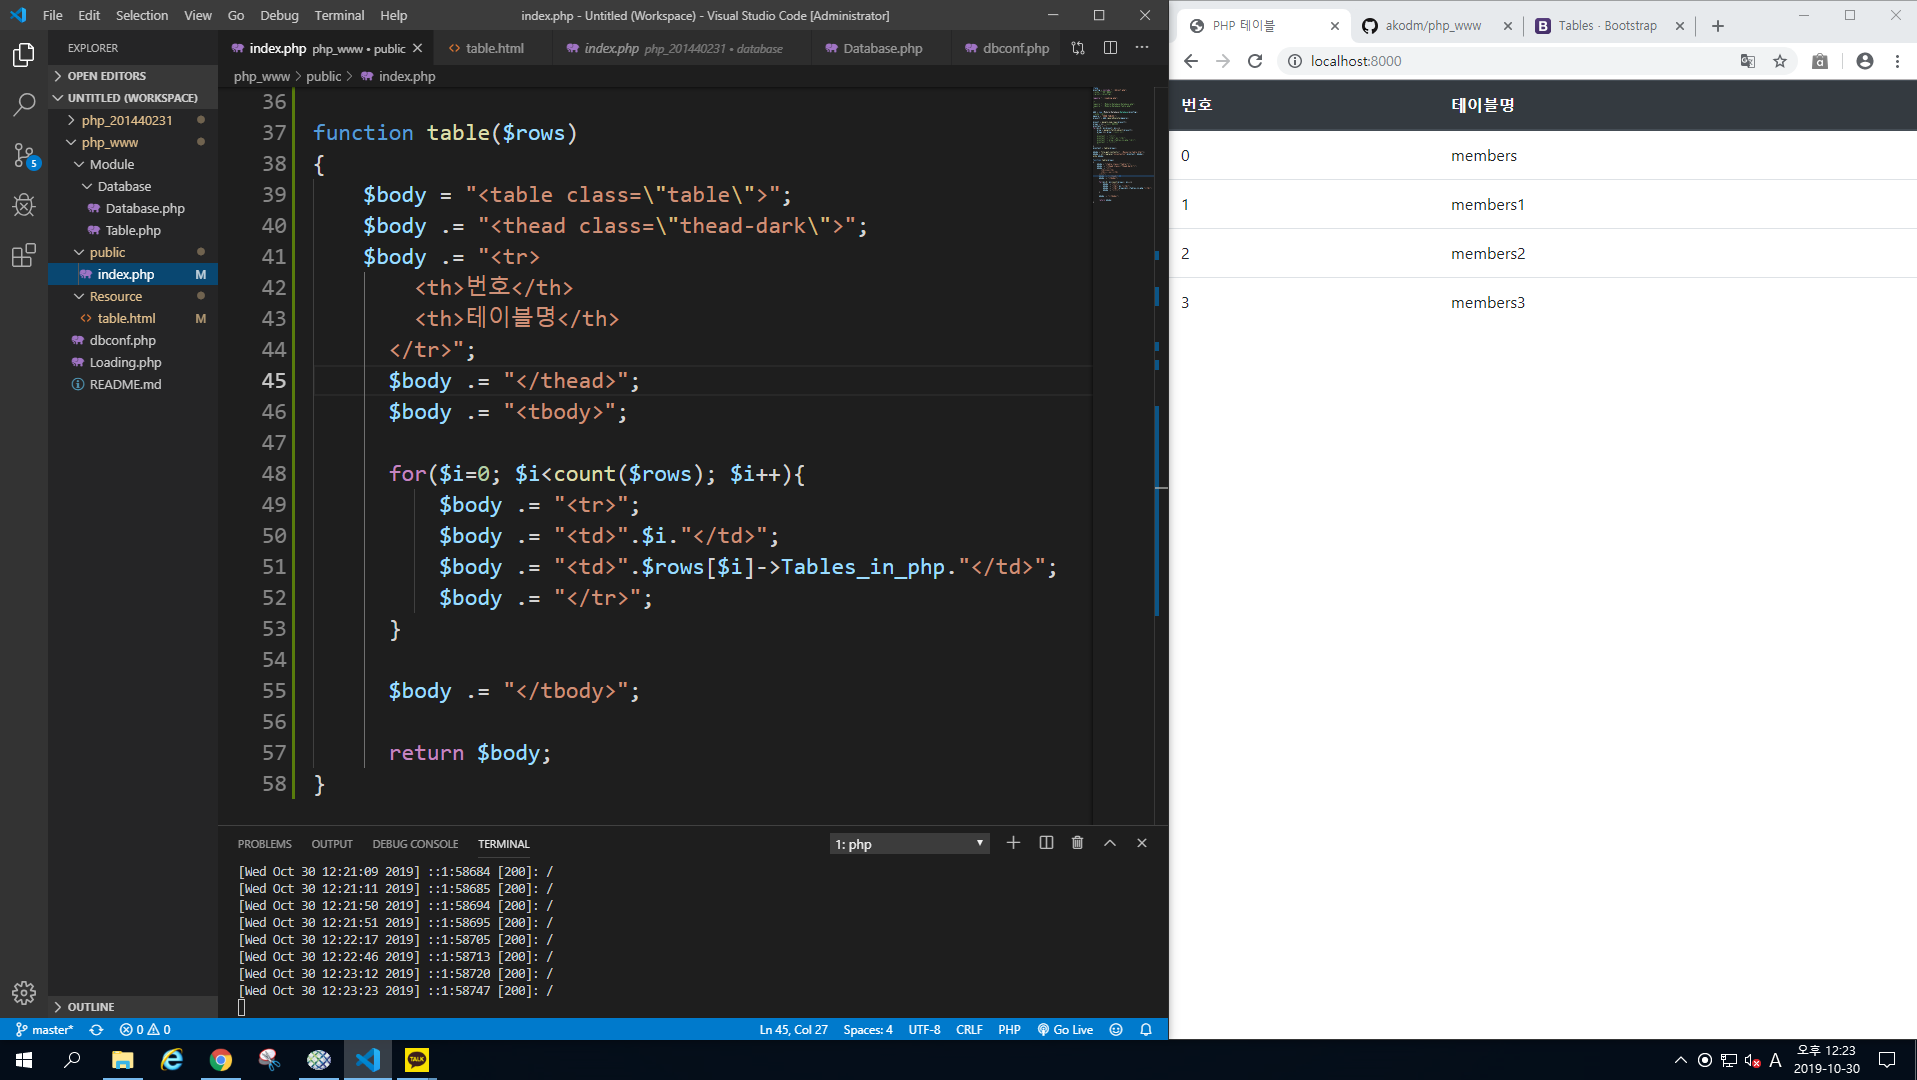 File Edit Selection View Go Debug Terminal Help
index.php - Untitled (Workspace) - Visual Studio Code [Administrator]
EXPLORER
OPEN EDITORS
UNTITLED (WORKSPACE)
php_201440231
php_www
Module
Database
Database.php
Table.php
public
index.php M
Resource
table.html M
dbconf.php
Loading.php
README.md
OUTLINE
5
index.php php_www • public
table.html
index.php php_201440231 • database
Database.php
dbconf.php
php_www > public > index.php
36
37 function table($rows)
38 {
39 $body = "<table class=\"table\">";
40 $body .= "<thead class=\"thead-dark\">";
41 $body .= "<tr>
42 <th>번호</th>
43 <th>테이블명</th>
44 </tr>";
45 $body .= "</thead>";
46 $body .= "<tbody>";
47
48 for($i=0; $i<count($rows); $i++){
49 $body .= "<tr>";
50 $body .= "<td>".$i."</td>";
51 $body .= "<td>".$rows[$i]->Tables_in_php."</td>";
52 $body .= "</tr>";
53 }
54
55 $body .= "</tbody>";
56
57 return $body;
58 }
PROBLEMS OUTPUT DEBUG CONSOLE TERMINAL
1: php
[Wed Oct 30 12:21:09 2019] ::1:58684 [200]: /
[Wed Oct 30 12:21:11 2019] ::1:58685 [200]: /
[Wed Oct 30 12:21:50 2019] ::1:58694 [200]: /
[Wed Oct 30 12:21:51 2019] ::1:58695 [200]: /
[Wed Oct 30 12:22:17 2019] ::1:58705 [200]: /
[Wed Oct 30 12:22:46 2019] ::1:58713 [200]: /
[Wed Oct 30 12:23:12 2019] ::1:58720 [200]: /
[Wed Oct 30 12:23:23 2019] ::1:58747 [200]: /
master* 0 0
Ln 45, Col 27 Spaces: 4 UTF-8 CRLF PHP Go Live
PHP 테이블
akodm/php_www
Tables · Bootstrap
localhost:8000
번호 테이블명
0 members
1 members1
2 members2
3 members3
TALK
A
오후 12:23
2019-10-30